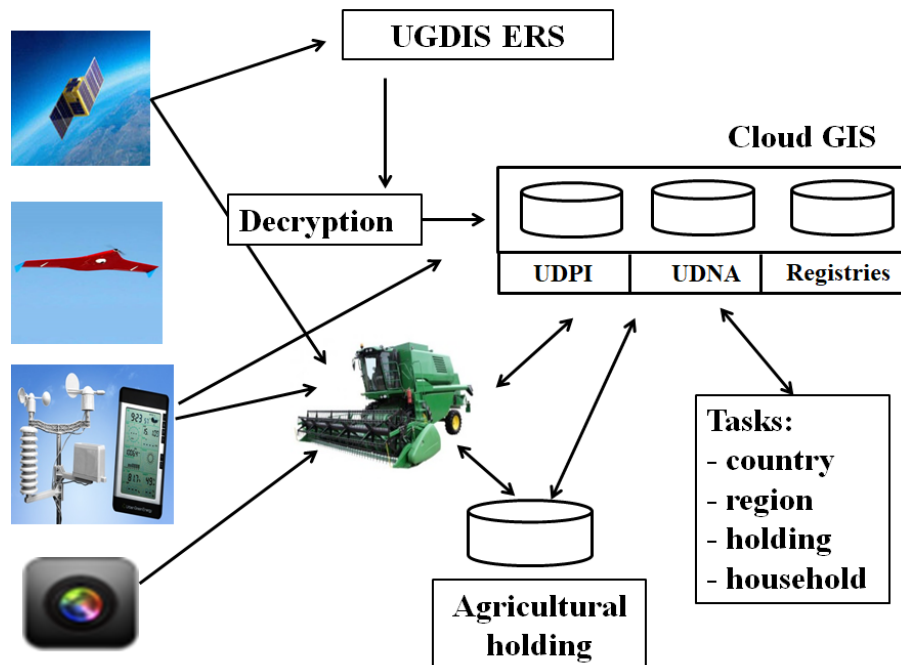 UGDIS ERS
Cloud GIS
Decryption
UDPI
UDNA
Registries
Tasks:
- country
- region
- holding
- household
Agricultural
holding